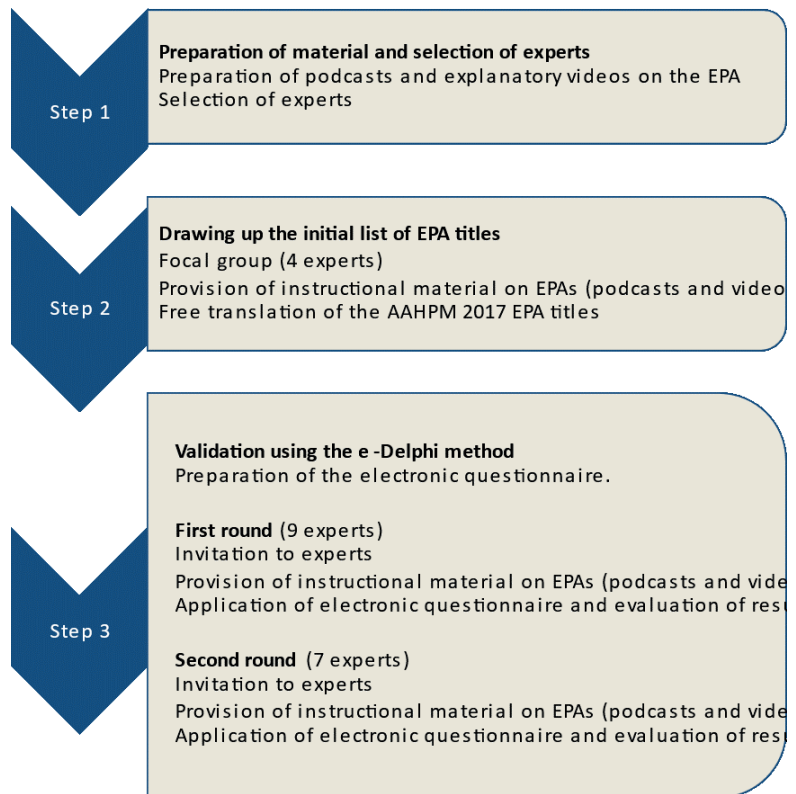 Step 1
Preparation of material and selection of experts
Preparation of podcasts and explanatory videos on the EPA
Selection of experts
Step 2
Drawing up the initial list of EPA titles
Focal group (4 experts)
Provision of instructional material on EPAs (podcasts and video
Free translation of the AAHPM 2017 EPA titles
Step 3
Validation using the e -Delphi method
Preparation of the electronic questionnaire.
First round (9 experts)
Invitation to experts
Provision of instructional material on EPAs (podcasts and vide
Application of electronic questionnaire and evaluation of
Second round (7 experts)
Invitation to experts
Provision of instructional material on EPAs (podcasts and vide
Application of electronic questionnaire and evaluation of